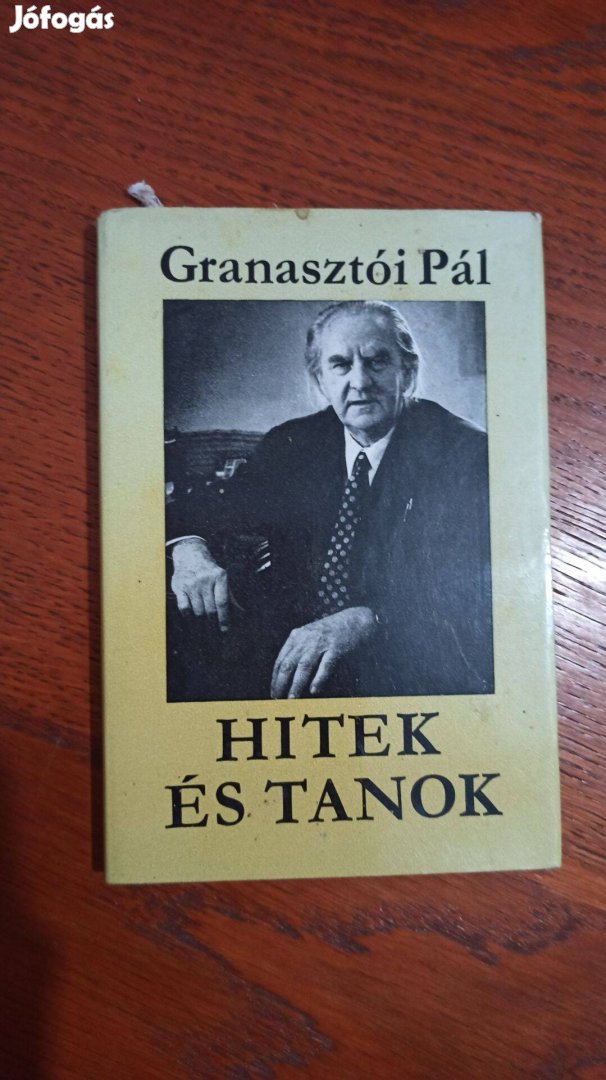 Jófogás
Granasztói Pál
HITEK
ÉS TANOK